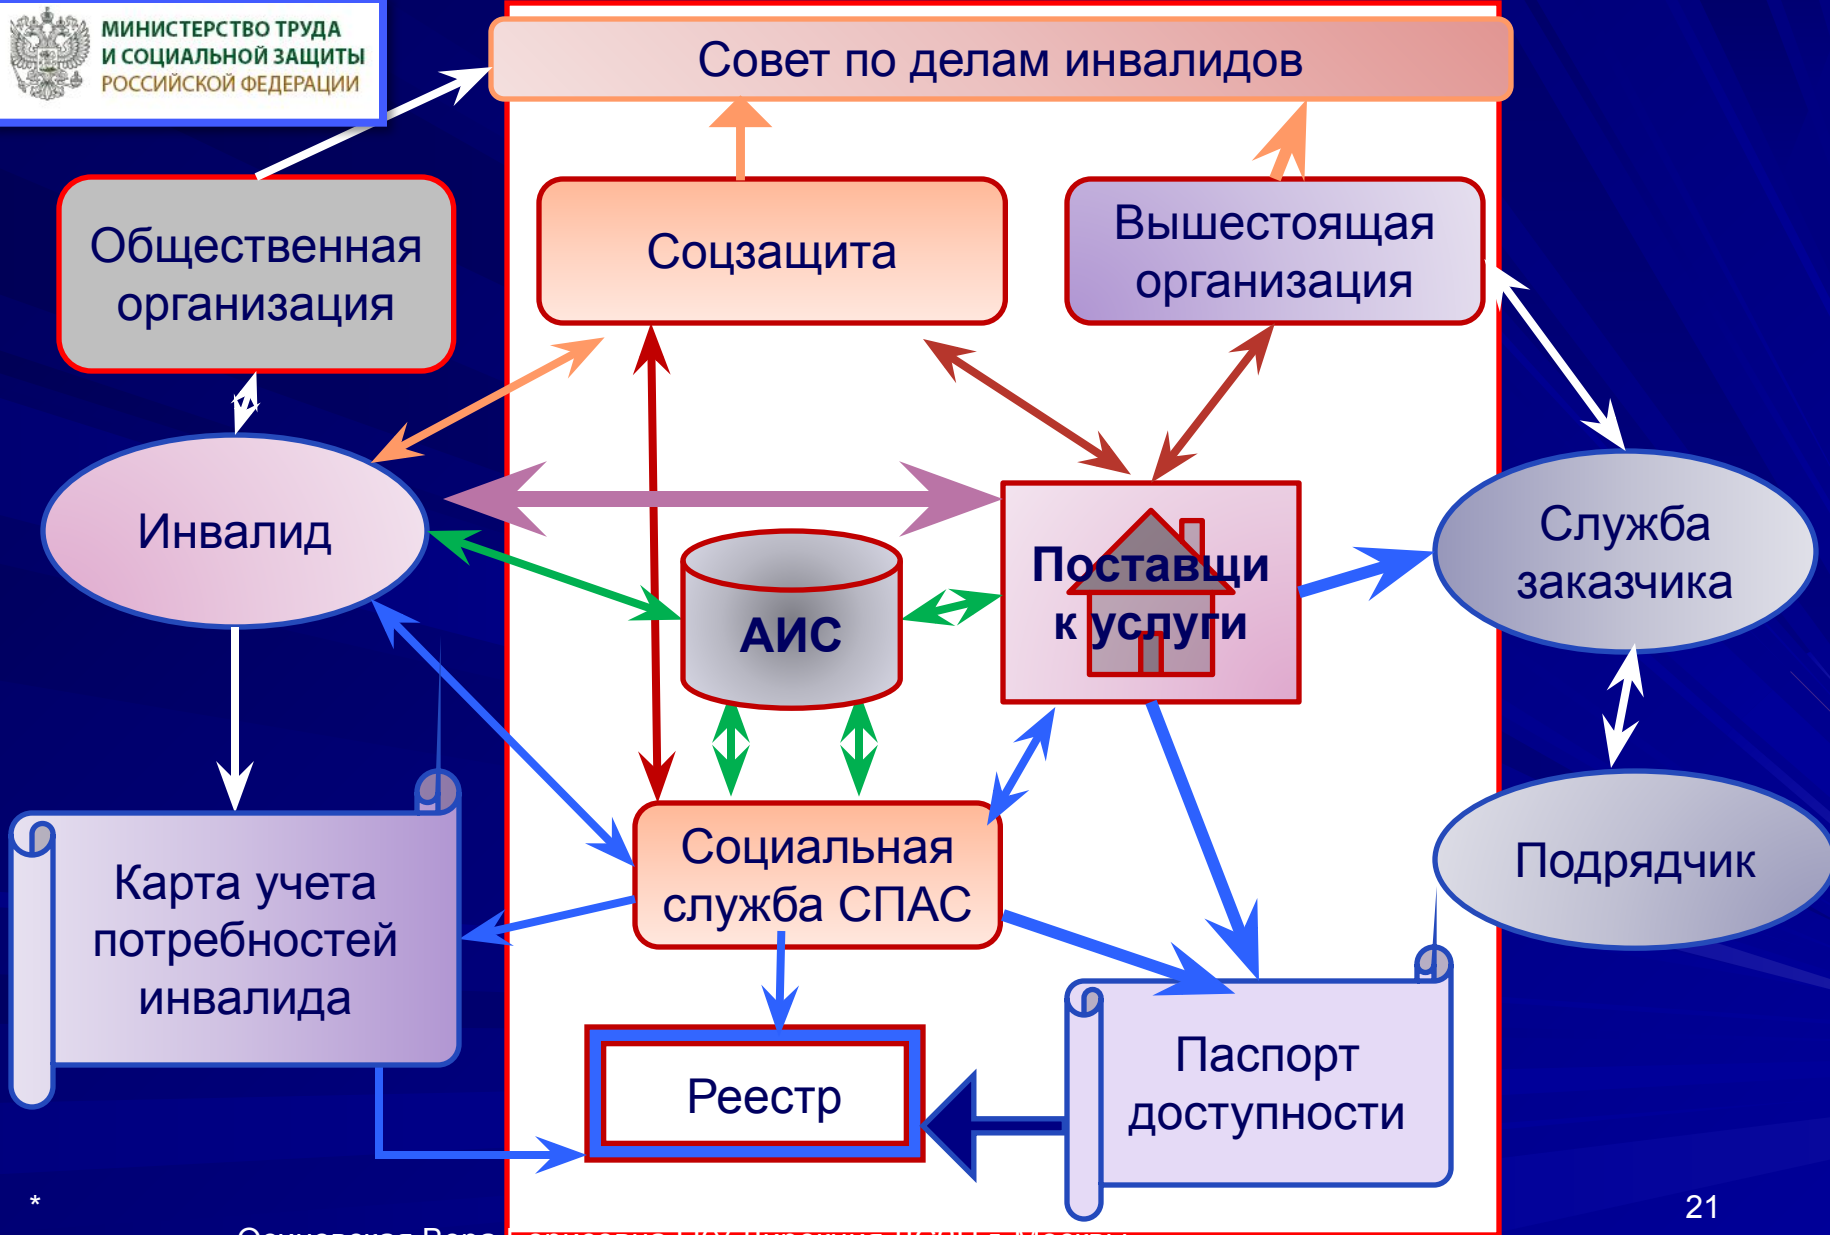 МИНИСТЕРСТВО ТРУДА
И СОЦИАЛЬНОЙ ЗАЩИТЫ
РОССИЙСКОЙ ФЕДЕРАЦИИ
Совет по делам инвалидов
Общественная
организация
Соцзащита
Вышестоящая
организация
Инвалид
АИС
Поставщи
к услуги
Служба
заказчика
Социальная
служба СПАС
Подрядчик
Карта учета
потребностей
инвалида
Реестр
Паспорт
доступности
*
21